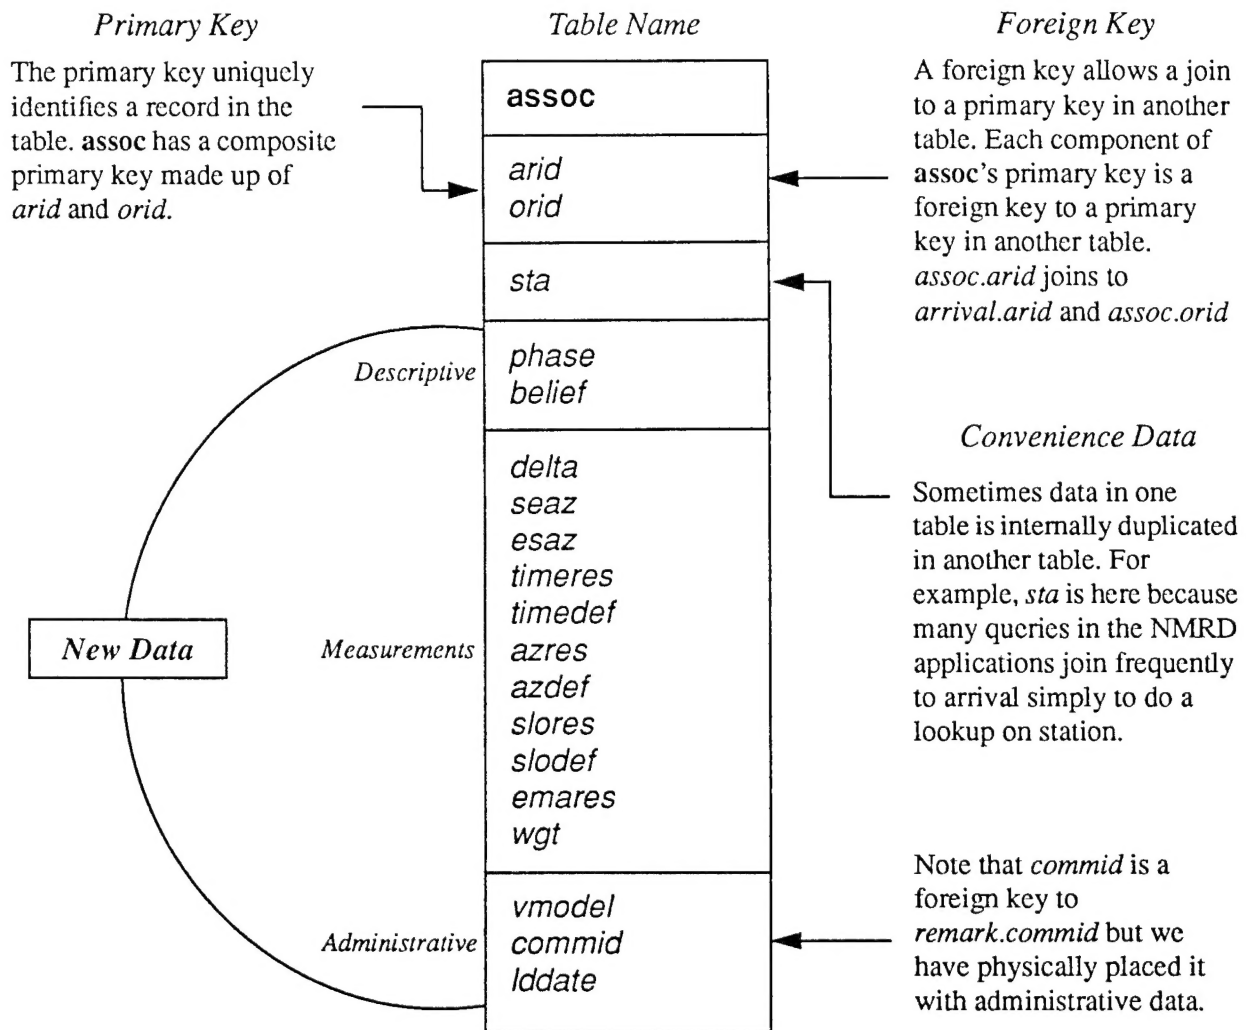 Primary Key
The primary key uniquely
identifies a record in the
table. assoc has a composite
primary key made up of
arid and orid.
Table Name
assoc
arid
orid
sta
phase
belief
delta
seaz
esaz
timeres
timedef
azres
azdef
slores
slodef
emares
wgt
vmodel
commid
lddate
Descriptive
Measurements
Administrative
New Data
Foreign Key
A foreign key allows a join
to a primary key in another
table. Each component of
assoc's primary key is a
foreign key to a primary
key in another table.
assoc.arid joins to
arrival.arid and assoc.orid
Convenience Data
Sometimes data in one
table is internally duplicated
in another table. For
example, sta is here because
many queries in the NMRD
applications join frequently
to arrival simply to do a
lookup on station.
Note that commid is a
foreign key to
remark.commid but we
have physically placed it
with administrative data.